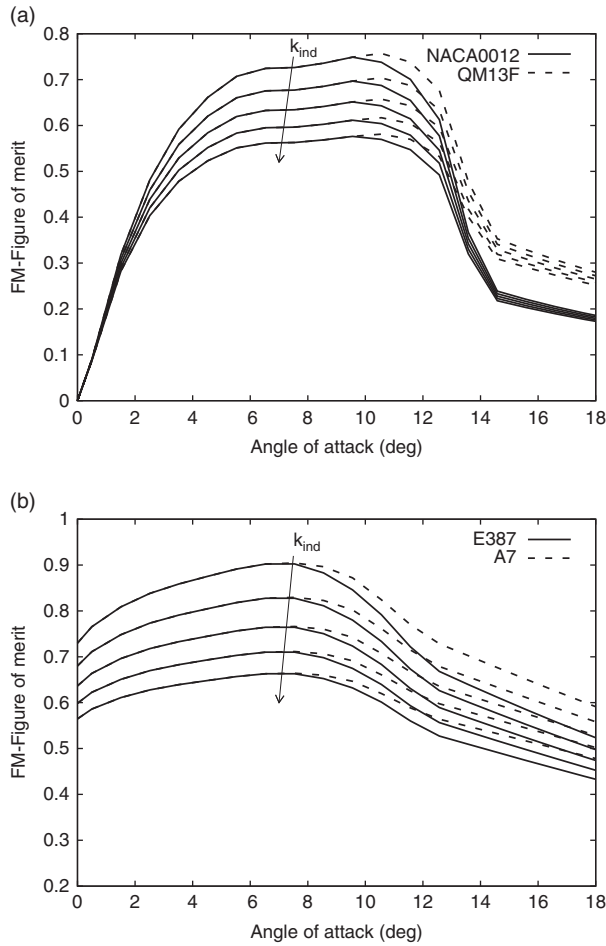 (a)
0.8
0.7
0.6
0.5
0.4
0.3
0.2
0.1
0
FM-Figure of merit
k_ind
NACA0012
QM13F
0 2 4 6 8 10 12 14 16 18
Angle of attack (deg)
(b)
1
0.9
0.8
0.7
0.6
0.5
0.4
0.3
0.2
FM-Figure of merit
k_ind
E387
A7
0 2 4 6 8 10 12 14 16 18
Angle of attack (deg)